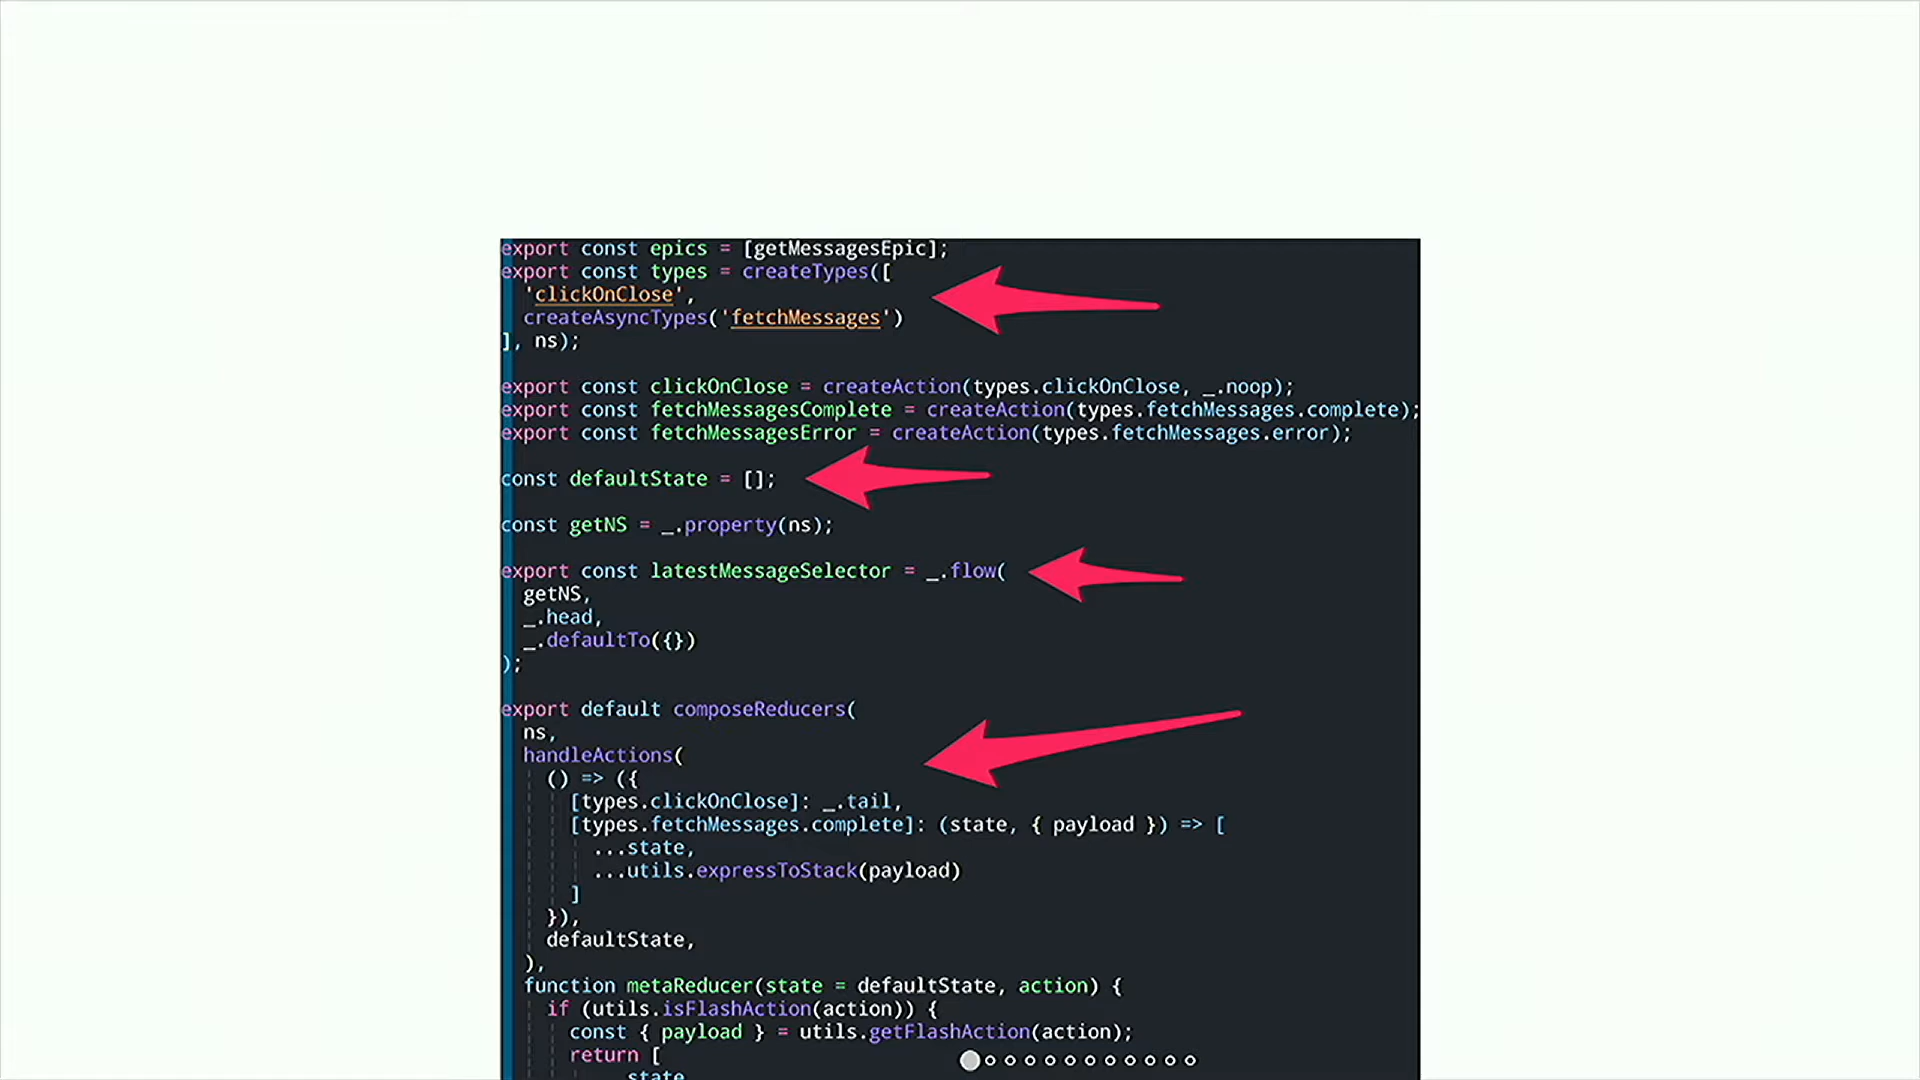 export const epics = [getMessagesEpic];
export const types = createTypes([
  'clickOnClose',
  createAsyncTypes('fetchMessages')
], ns);
export const clickOnClose = createAction(types.clickOnClose, _.noop);
export const fetchMessagesComplete = createAction(types.fetchMessages.complete);
export const fetchMessagesError = createAction(types.fetchMessages.error);
const defaultState = [];
const getNS = _.property(ns);
export const latestMessageSelector = _.flow(
  getNS,
  _.head,
  _.defaultTo({})
);
export default composeReducers(
  ns,
  handleActions(
    () => ({
      [types.clickOnClose]: _.tail,
      [types.fetchMessages.complete]: (state, { payload }) => [
        ...state,
        ...utils.expressToStack(payload)
      ]
    }),
    defaultState,
  ),
  function metaReducer(state = defaultState, action) {
    if (utils.isFlashAction(action)) {
      const { payload } = utils.getFlashAction(action);
      return [
        state